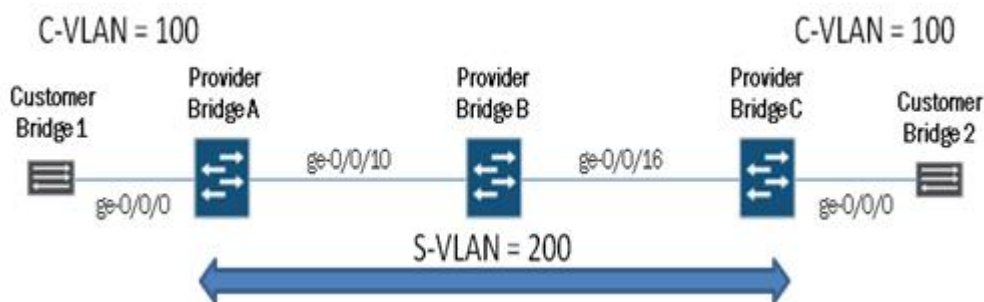 C-VLAN = 100
C-VLAN = 100
Customer
Bridge 1
Provider
Bridge A
Provider
Bridge B
Provider
Bridge C
Customer
Bridge 2
ge-0/0/0
ge-0/0/10
ge-0/0/16
ge-0/0/0
S-VLAN = 200